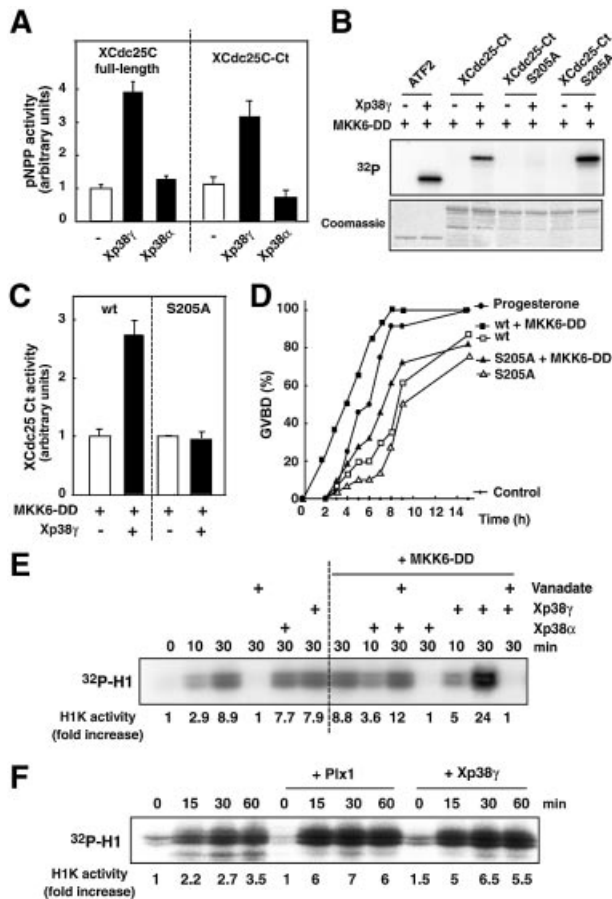 A
XCdc25C
full-length
XCdc25C-Ct
pNPP activity
(arbitrary units)
4
3
2
1
0
- Xp38γ Xp38α - Xp38γ Xp38α
B
ATF2
XCdc25-Ct
XCdc25-Ct
S205A
XCdc25-Ct
S285A
Xp38γ - + - + - + - +
MKK6-DD + + + + + + + +
32P
Coomassie
C
wt S205A
XCdc25 Ct activity
(arbitrary units)
3
2
1
0
MKK6-DD + + + +
Xp38γ - + - +
D
GVBD (%)
100
80
60
40
20
0
0 2 4 6 8 10 12 14
Time (h)
Progesterone
wt + MKK6-DD
wt
S205A + MKK6-DD
S205A
Control
E
+ MKK6-DD
+ + + Vanadate
+ + + + Xp38γ
+ + + + Xp38α
0 10 30 30 30 30 30 10 30 30 10 30 30 min
32P-H1
H1K activity
(fold increase)
1 2.9 8.9 1 7.7 7.9 8.8 3.6 12 1 5 24 1
F
+ Plx1 + Xp38γ
0 15 30 60 0 15 30 60 0 15 30 60 min
32P-H1
H1K activity
(fold increase)
1 2.2 2.7 3.5 1 6 7 6 1.5 5 6.5 5.5